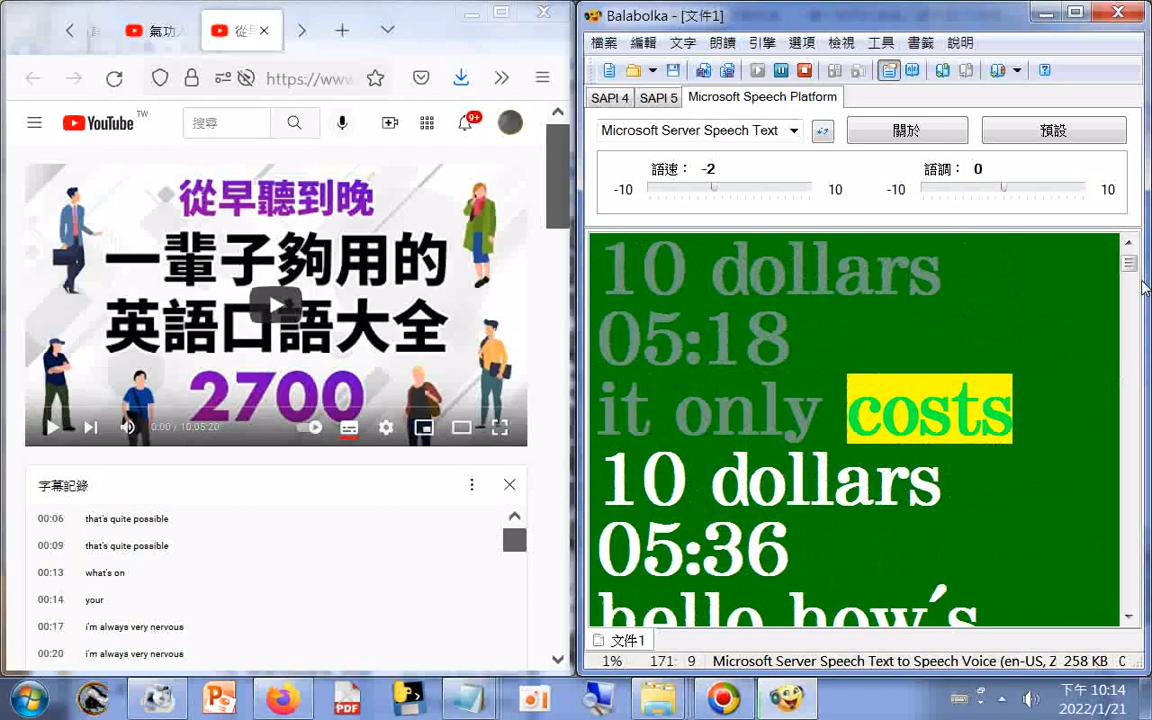 氣功
從
https://www
YouTube TW
搜尋
9+
從早聽到晚
一輩子夠用的
英語口語大全
2700
0:00 / 10:05:20
字幕記錄
00:06 that's quite possible
00:09 that's quite possible
00:13 what's on
00:14 your
00:17 i'm always very nervous
00:20 i'm always very nervous
Balabolka - [文件1]
檔案 編輯 文字 朗讀 引擎 選項 檢視 工具 書籤 說明
SAPI 4 SAPI 5 Microsoft Speech Platform
Microsoft Server Speech Text 關於 預設
語速： -2 語調： 0
-10 10 -10 10
10 dollars
05:18
it only costs
10 dollars
05:36
hello how's
文件1
1% 171: 9 Microsoft Server Speech Text to Speech Voice (en-US, Z 258 KB
下午 10:14
2022/1/21